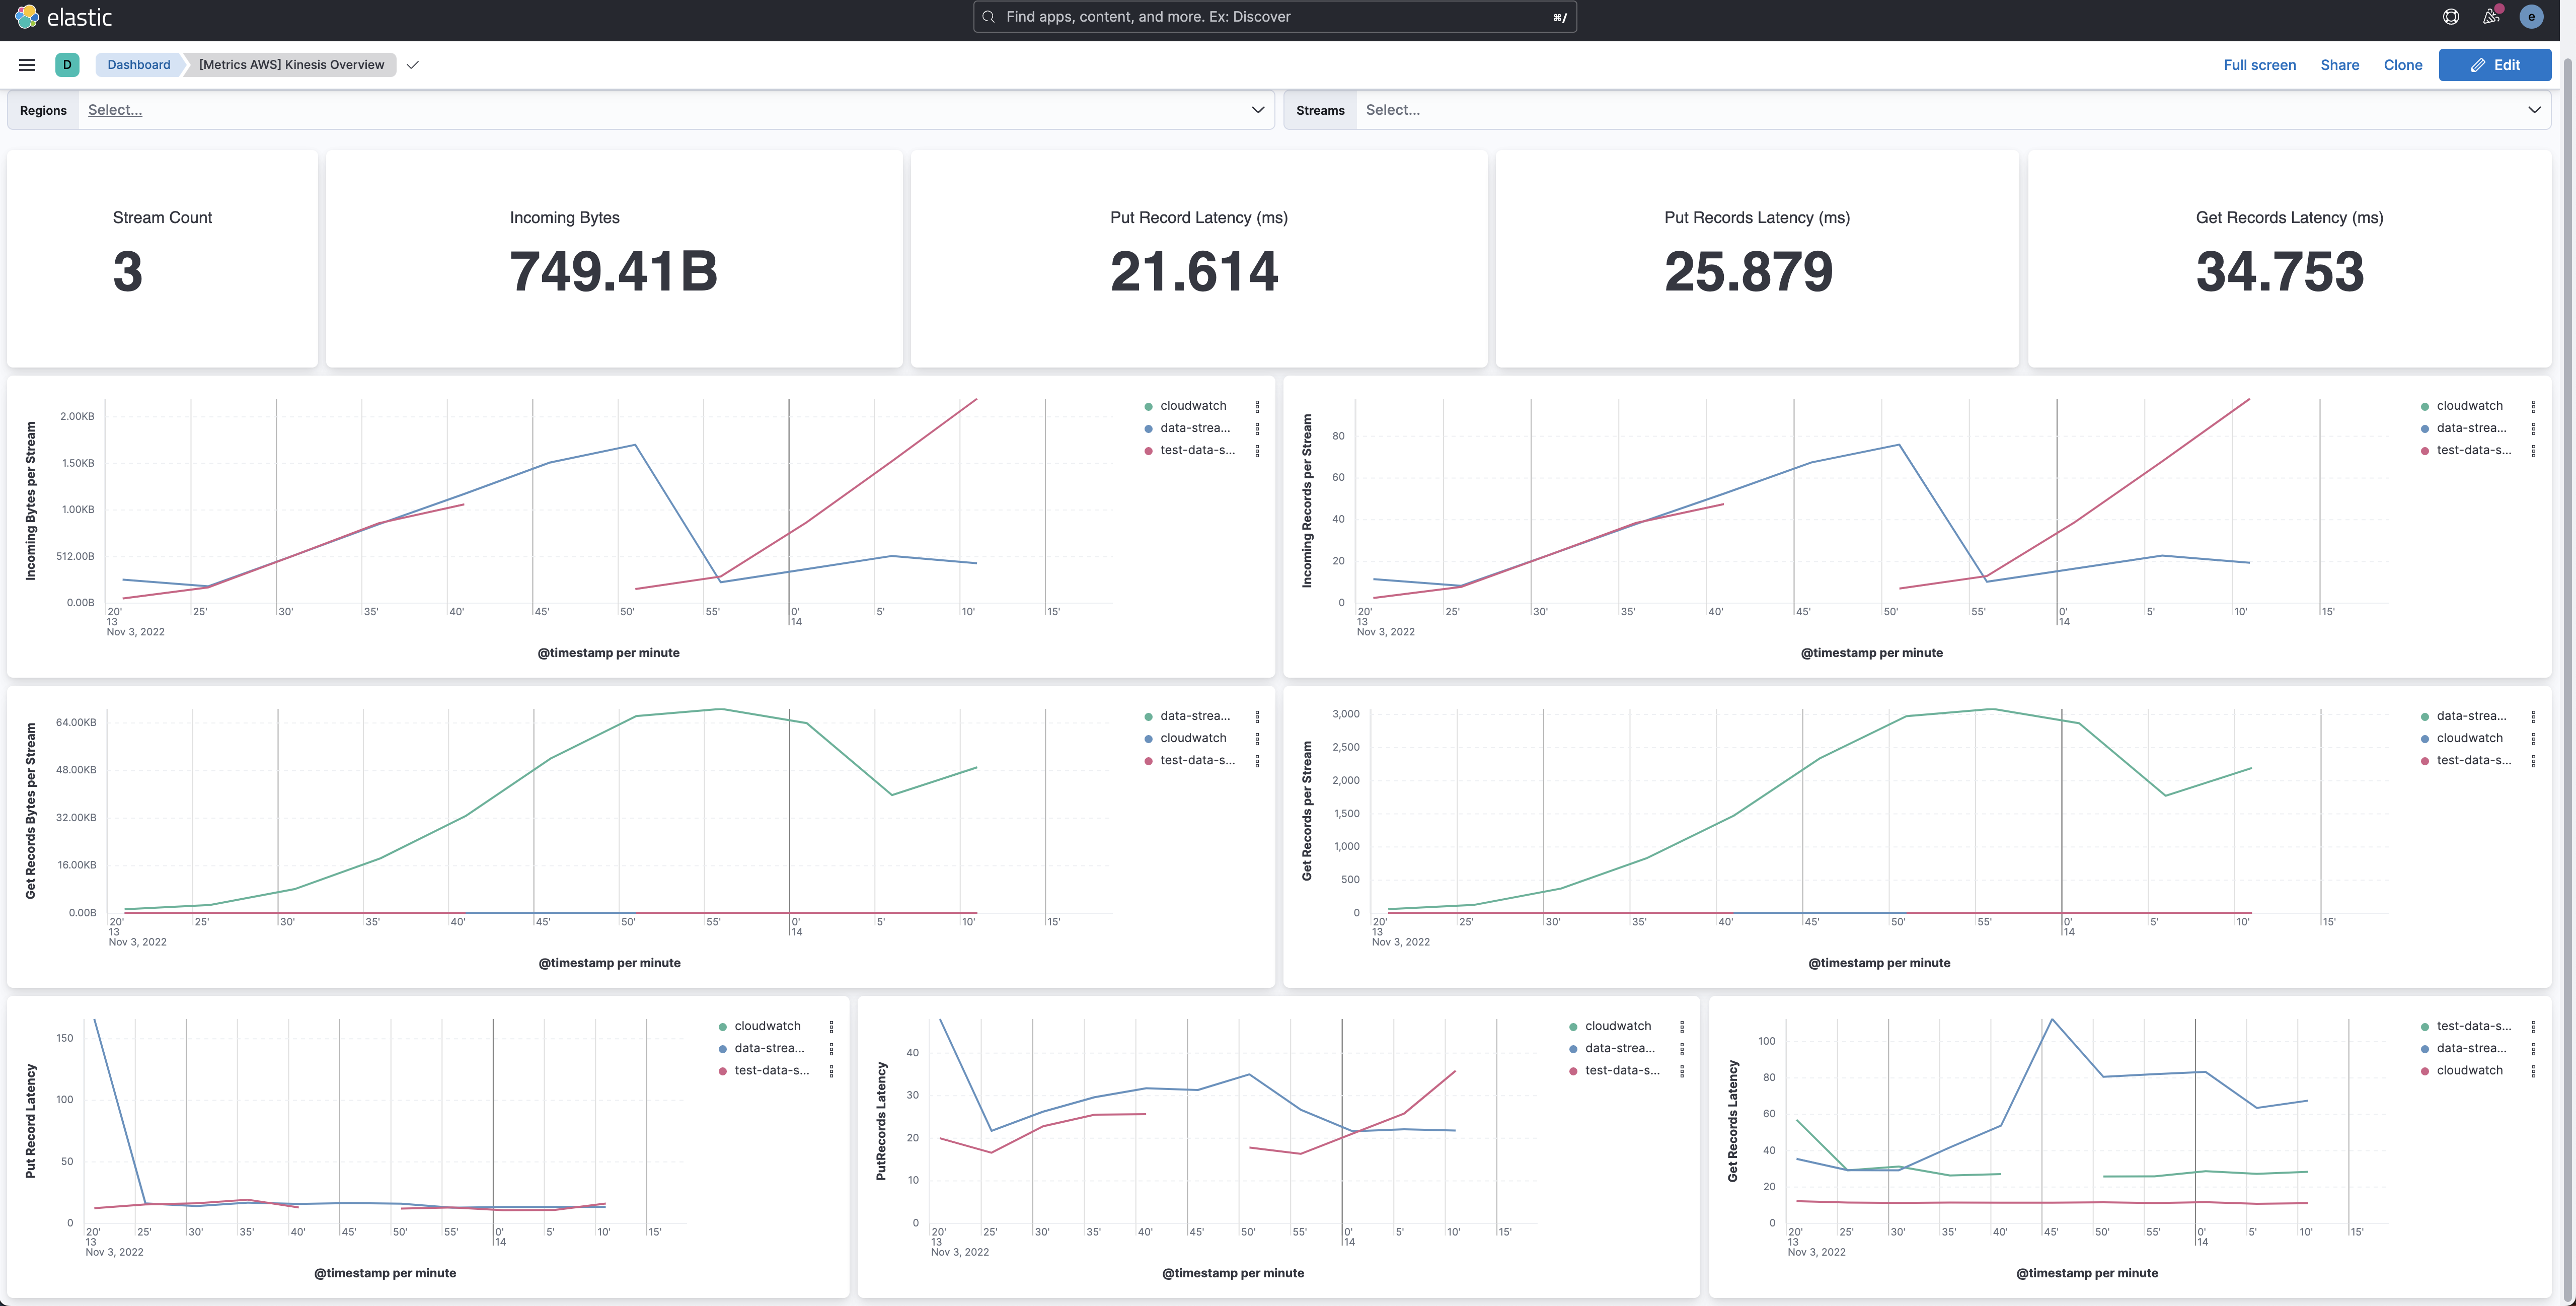 elastic
Find apps, content, and more. Ex: Discover ⌘/
e
D Dashboard [Metrics AWS] Kinesis Overview
Full screen Share Clone Edit
Regions Select...
Streams Select...
Stream Count
3
Incoming Bytes
749.41B
Put Record Latency (ms)
21.614
Put Records Latency (ms)
25.879
Get Records Latency (ms)
34.753
Incoming Bytes per Stream
2.00KB
1.50KB
1.00KB
512.00B
0.00B
20' 25' 30' 35' 40' 45' 50' 55' 0' 5' 10' 15'
13 14
Nov 3, 2022
@timestamp per minute
cloudwatch
data-strea...
test-data-s...
Incoming Records per Stream
80
60
40
20
0
20' 25' 30' 35' 40' 45' 50' 55' 0' 5' 10' 15'
13 14
Nov 3, 2022
@timestamp per minute
cloudwatch
data-strea...
test-data-s...
Get Records Bytes per Stream
64.00KB
48.00KB
32.00KB
16.00KB
0.00B
20' 25' 30' 35' 40' 45' 50' 55' 0' 5' 10' 15'
13 14
Nov 3, 2022
@timestamp per minute
data-strea...
cloudwatch
test-data-s...
Get Records per Stream
3,000
2,500
2,000
1,500
1,000
500
0
20' 25' 30' 35' 40' 45' 50' 55' 0' 5' 10' 15'
13 14
Nov 3, 2022
@timestamp per minute
data-strea...
cloudwatch
test-data-s...
Put Record Latency
150
100
50
0
20' 25' 30' 35' 40' 45' 50' 55' 0' 5' 10' 15'
13 14
Nov 3, 2022
@timestamp per minute
cloudwatch
data-strea...
test-data-s...
PutRecords Latency
40
30
20
10
0
20' 25' 30' 35' 40' 45' 50' 55' 0' 5' 10' 15'
13 14
Nov 3, 2022
@timestamp per minute
cloudwatch
data-strea...
test-data-s...
Get Records Latency
100
80
60
40
20
0
20' 25' 30' 35' 40' 45' 50' 55' 0' 5' 10' 15'
13 14
Nov 3, 2022
@timestamp per minute
test-data-s...
data-strea...
cloudwatch